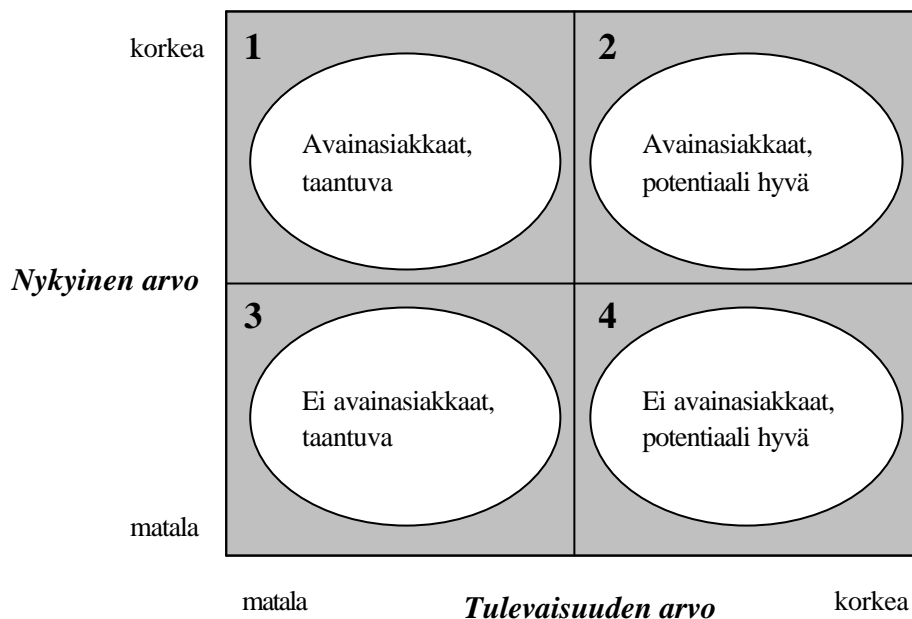 korkea
1
2
Avainasiakkaat,
taantuva
Avainasiakkaat,
potentiaali hyvä
Nykyinen arvo
3
4
Ei avainasiakkaat,
taantuva
Ei avainasiakkaat,
potentiaali hyvä
matala
matala
Tulevaisuuden arvo
korkea